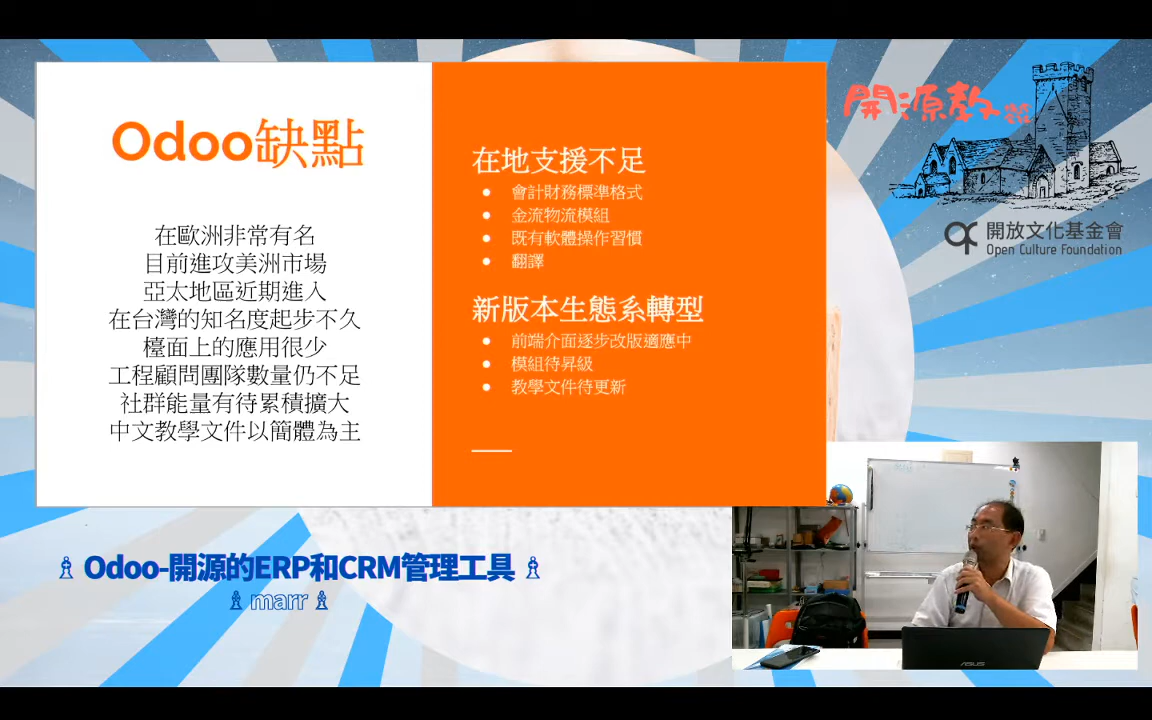 Odoo缺點
在歐洲非常有名
目前進攻美洲市場
亞太地區近期進入
在台灣的知名度起步不久
檯面上的應用很少
工程顧問團隊數量仍不足
社群能量有待累積擴大
中文教學文件以簡體為主
在地支援不足
會計財務標準格式
金流物流模組
既有軟體操作習慣
翻譯
新版本生態系轉型
前端介面逐步改版適應中
模組待昇級
教學文件待更新
開源教
開放文化基金會
Open Culture Foundation
Odoo-開源的ERP和CRM管理工具
marr
ASUS